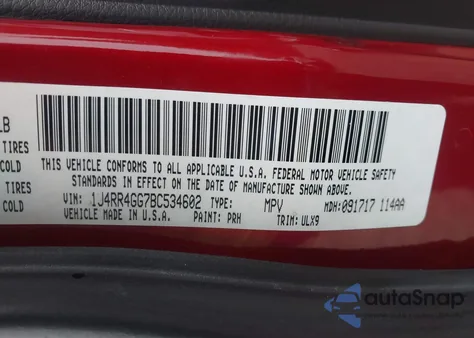 LB
TIRES
COLD
TIRES
COLD
THIS VEHICLE CONFORMS TO ALL APPLICABLE U.S.A. FEDERAL MOTOR VEHICLE SAFETY
STANDARDS IN EFFECT ON THE DATE OF MANUFACTURE SHOWN ABOVE.
VIN: 1J4RR4GG7BC534602 TYPE: MPV MDH: 091717 114AA
VEHICLE MADE IN U.S.A. PAINT: PRH TRIM: ULX9
autoSnap